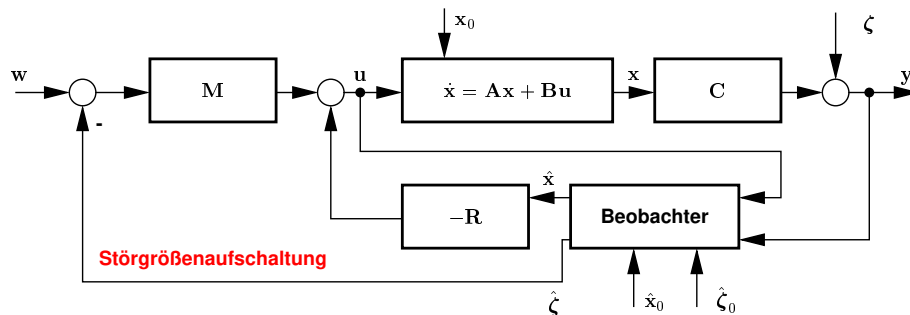 x₀
ζ
w
M
u
ẋ = Ax + Bu
x
C
y
-
x̂
−R
Beobachter
Störgrößenaufschaltung
ζ̂
x̂₀
ζ̂₀